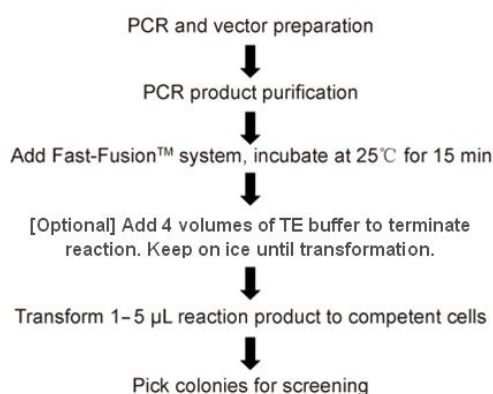 PCR and vector preparation
PCR product purification
Add Fast-Fusion™ system, incubate at 25℃ for 15 min
[Optional] Add 4 volumes of TE buffer to terminate
reaction. Keep on ice until transformation.
Transform 1–5 μL reaction product to competent cells
Pick colonies for screening